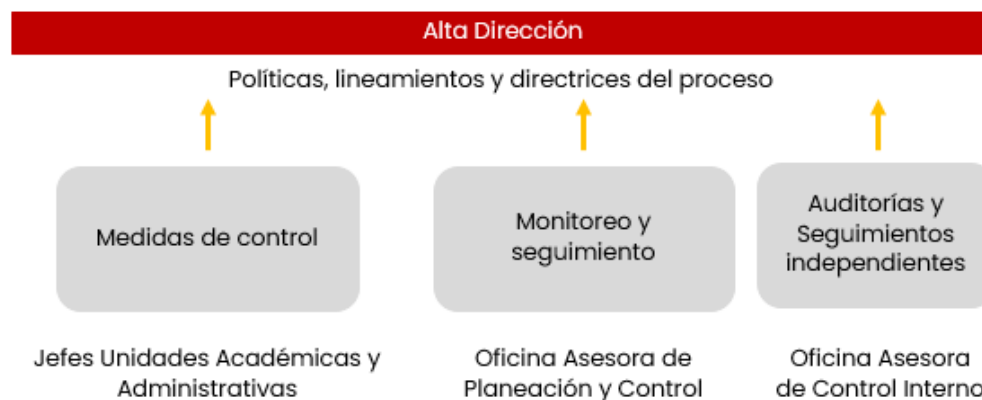 Alta Dirección
Políticas, lineamientos y directrices del proceso
Medidas de control
Monitoreo y
seguimiento
Auditorías y
Seguimientos
independientes
Jefes Unidades Académicas y
Administrativas
Oficina Asesora de
Planeación y Control
Oficina Asesora
de Control Interno